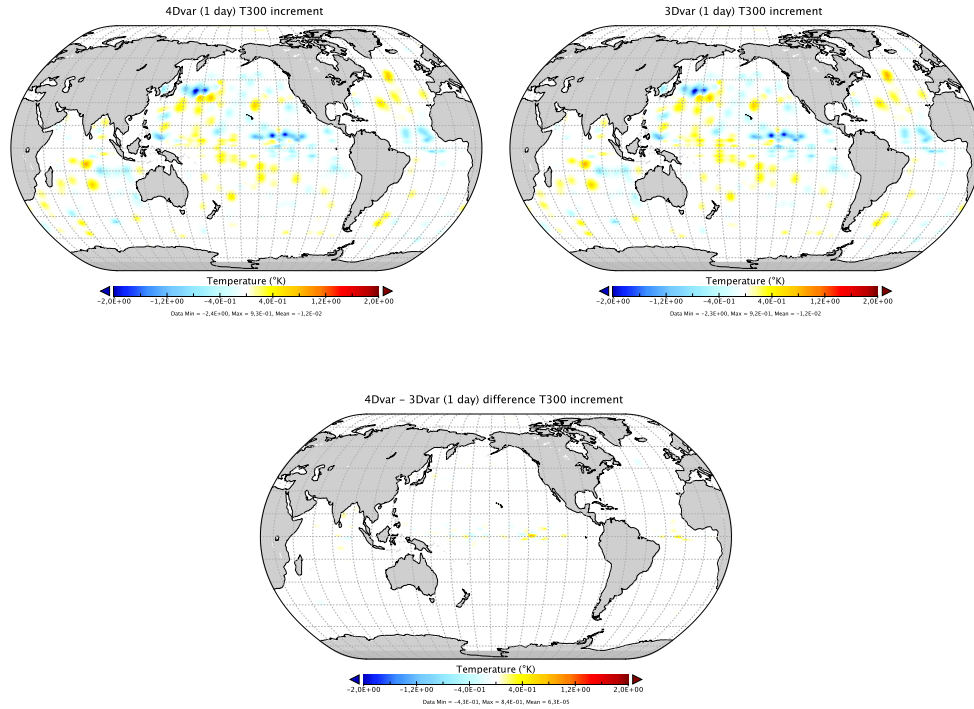 4Dvar (1 day) T300 increment
Temperature (°K)
−2,0E+00 −1,2E+00 −4,0E−01 4,0E−01 1,2E+00 2,0E+00
Data Min = −2,4E+00, Max = 9,3E−01, Mean = −1,2E−02
3Dvar (1 day) T300 increment
Temperature (°K)
−2,0E+00 −1,2E+00 −4,0E−01 4,0E−01 1,2E+00 2,0E+00
Data Min = −2,3E+00, Max = 9,2E−01, Mean = −1,2E−02
4Dvar − 3Dvar (1 day) difference T300 increment
Temperature (°K)
−2,0E+00 −1,2E+00 −4,0E−01 4,0E−01 1,2E+00 2,0E+00
Data Min = −4,3E−01, Max = 8,4E−01, Mean = 6,3E−05